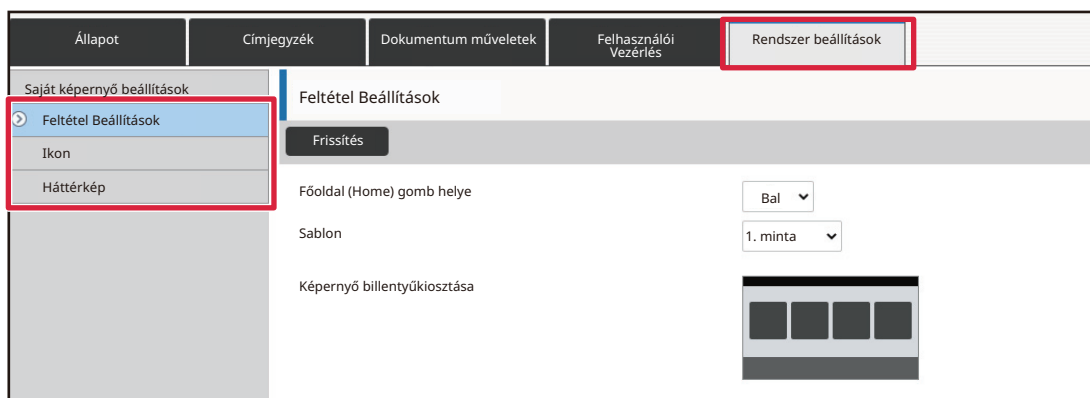 Állapot
Címjegyzék
Dokumentum műveletek
Felhasználói
Vezérlés
Rendszer beállítások
Saját képernyő beállítások
Feltétel Beállítások
Ikon
Háttérkép
Feltétel Beállítások
Frissítés
Főoldal (Home) gomb helye
Bal
Sablon
1. minta
Képernyő billentyűkiosztása